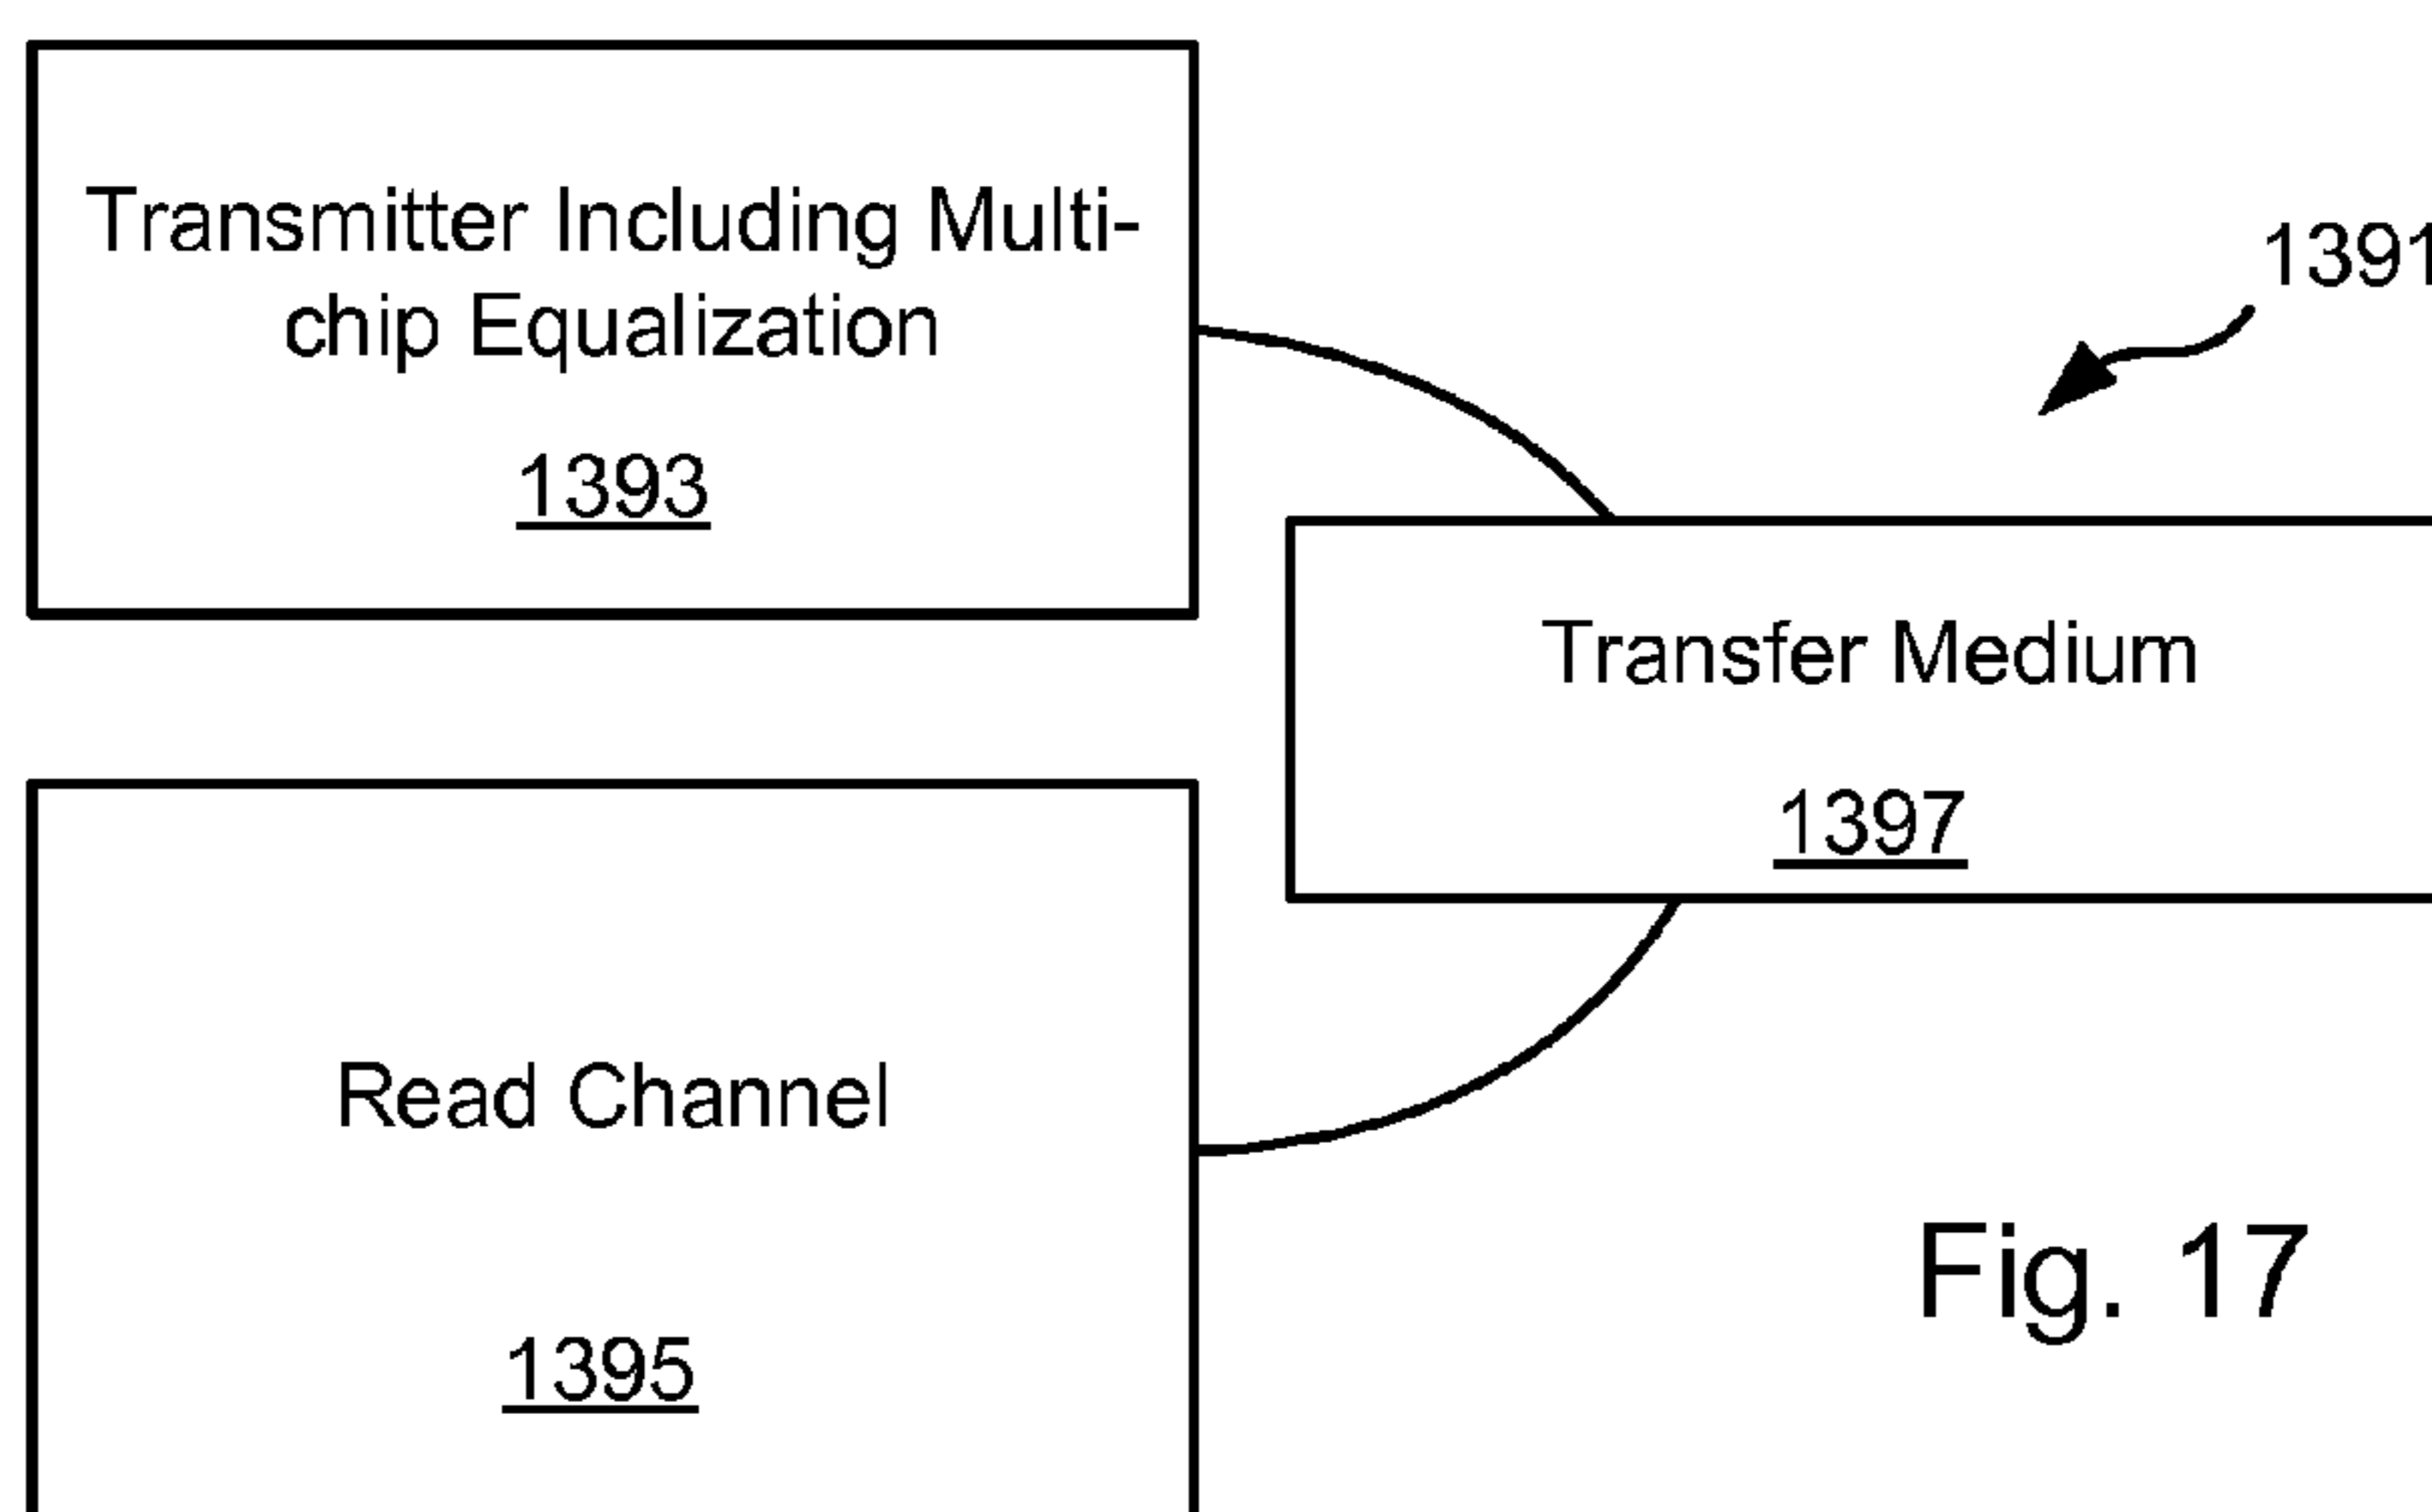 Transmitter Including Multi-
chip Equalization
1393
1391
Transfer Medium
1397
Read Channel
1395
Fig. 17